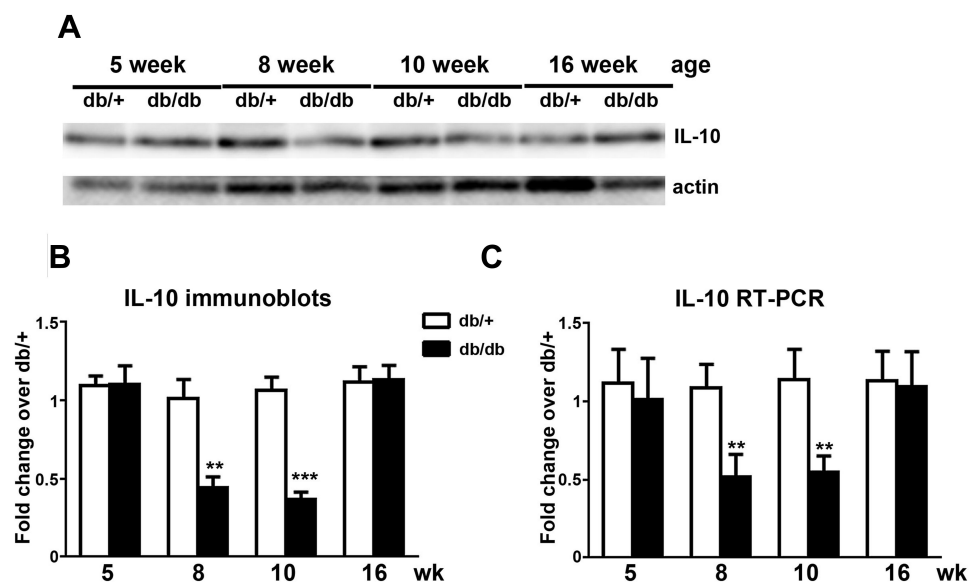 A
5 week 8 week 10 week 16 week age
db/+ db/db db/+ db/db db/+ db/db db/+ db/db
IL-10
actin
B
IL-10 immunoblots
Fold change over db/+
1.5
1
0.5
0
** ***
5 8 10 16 wk
db/+
db/db
C
IL-10 RT-PCR
Fold change over db/+
1.5
1
0.5
0
** **
5 8 10 16 wk